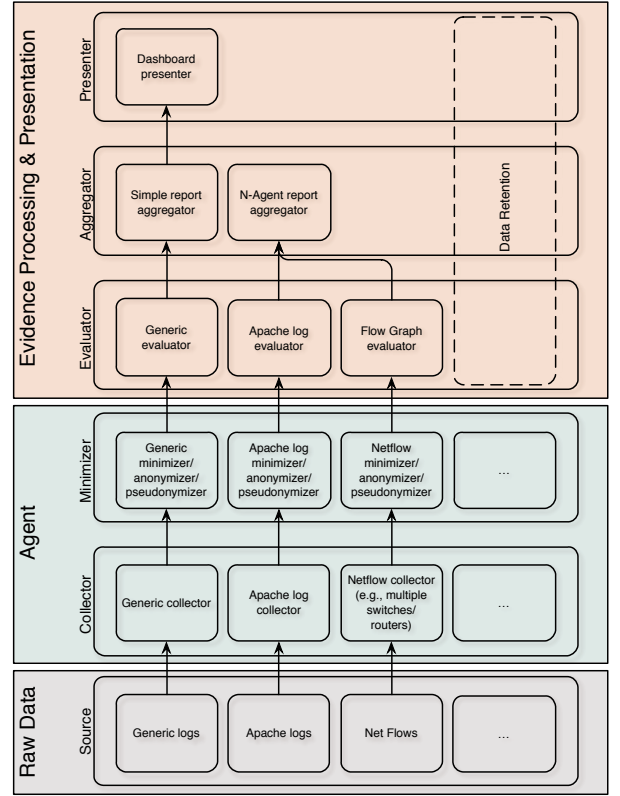 Evidence Processing & Presentation
Presenter
Dashboard
presenter
Aggregator
Simple report
aggregator
N-Agent report
aggregator
Data Retention
Evaluator
Generic
evaluator
Apache log
evaluator
Flow Graph
evaluator
Agent
Minimizer
Generic
minimizer/
anonymizer/
pseudonymizer
Apache log
minimizer/
anonymizer/
pseudonymizer
Netflow
minimizer/
anonymizer/
pseudonymizer
...
Collector
Generic collector
Apache log
collector
Netflow collector
(e.g., multiple
switches/
routers)
...
Raw Data
Source
Generic logs
Apache logs
Net Flows
...